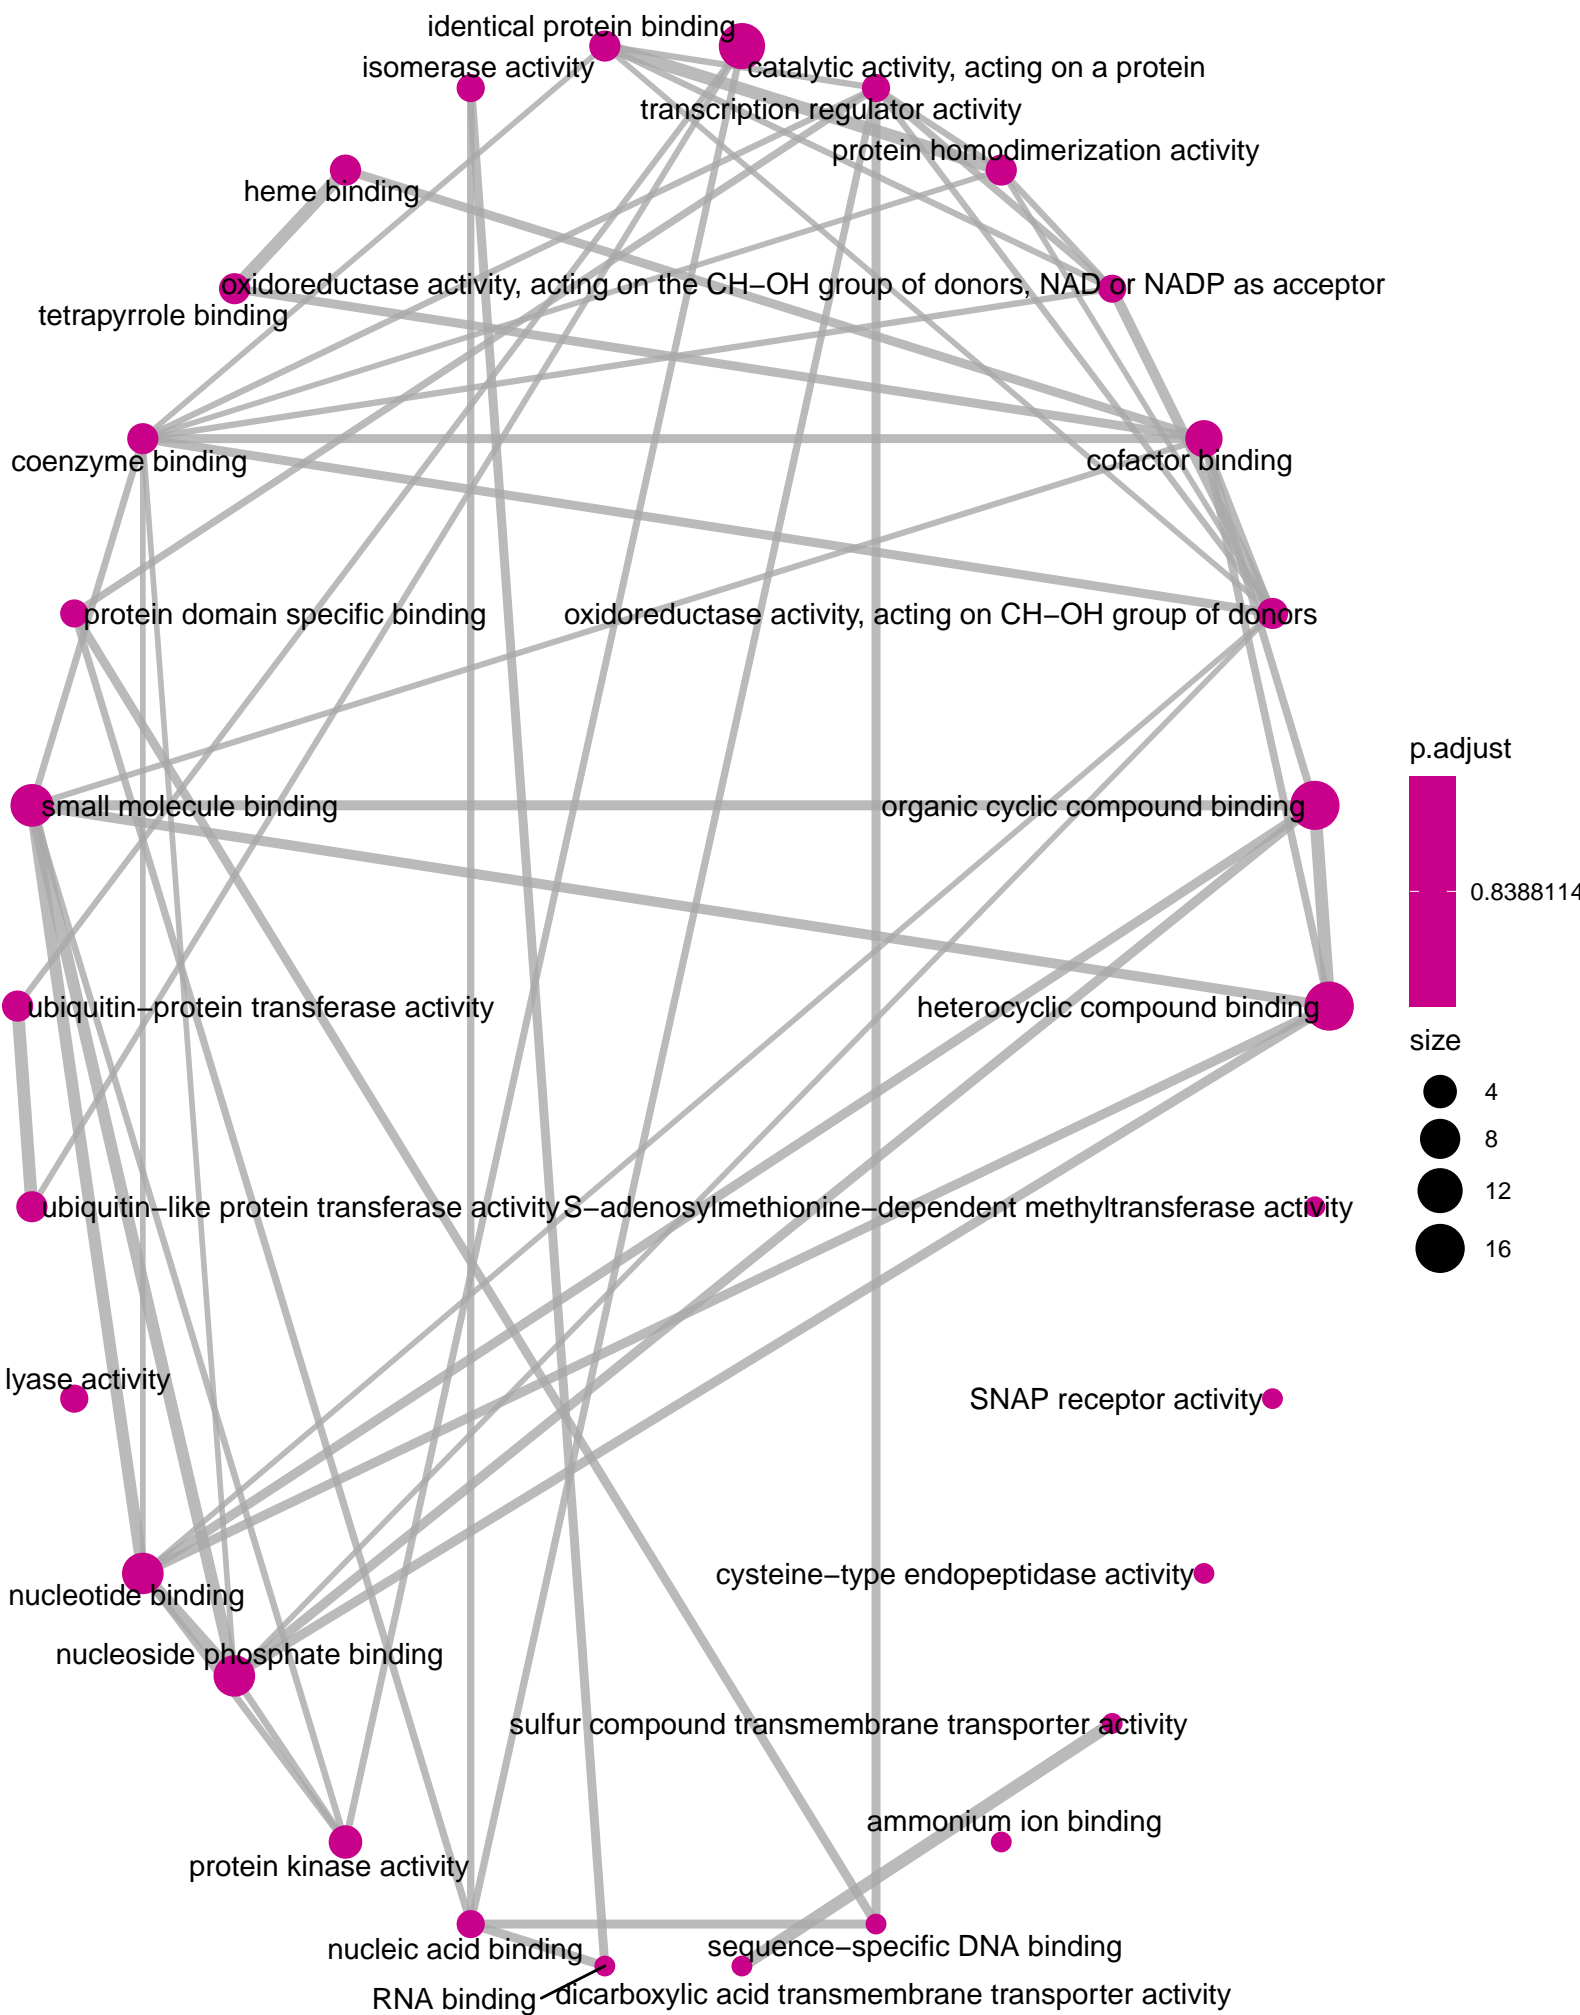 identical protein binding
isomerase activity
catalytic activity, acting on a protein
transcription regulator activity
protein homodimerization activity
heme binding
oxidoreductase activity, acting on the CH−OH group of donors, NAD or NADP as acceptor
tetrapyrrole binding
coenzyme binding
cofactor binding
protein domain specific binding
oxidoreductase activity, acting on CH−OH group of donors
small molecule binding
organic cyclic compound binding
ubiquitin−protein transferase activity
heterocyclic compound binding
ubiquitin−like protein transferase activity
S−adenosylmethionine−dependent methyltransferase activity
lyase activity
SNAP receptor activity
cysteine−type endopeptidase activity
nucleotide binding
nucleoside phosphate binding
sulfur compound transmembrane transporter activity
ammonium ion binding
protein kinase activity
nucleic acid binding
sequence−specific DNA binding
RNA binding
dicarboxylic acid transmembrane transporter activity
p.adjust
0.8388114
size
4
8
12
16